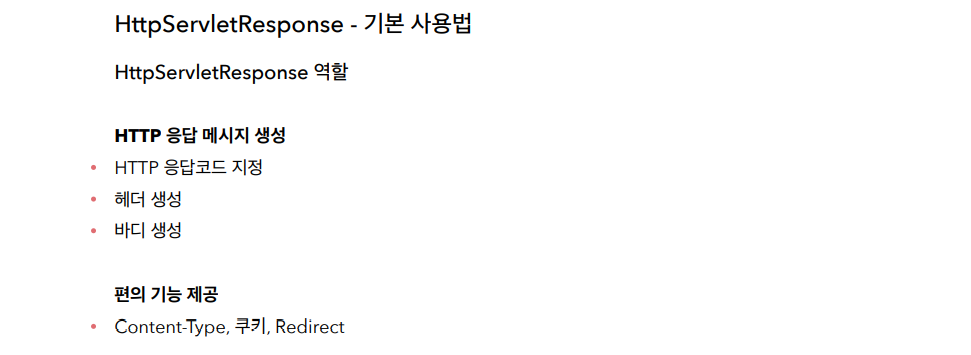 HttpServletResponse - 기본 사용법
HttpServletResponse 역할
HTTP 응답 메시지 생성
• HTTP 응답코드 지정
• 헤더 생성
• 바디 생성
편의 기능 제공
• Content-Type, 쿠키, Redirect